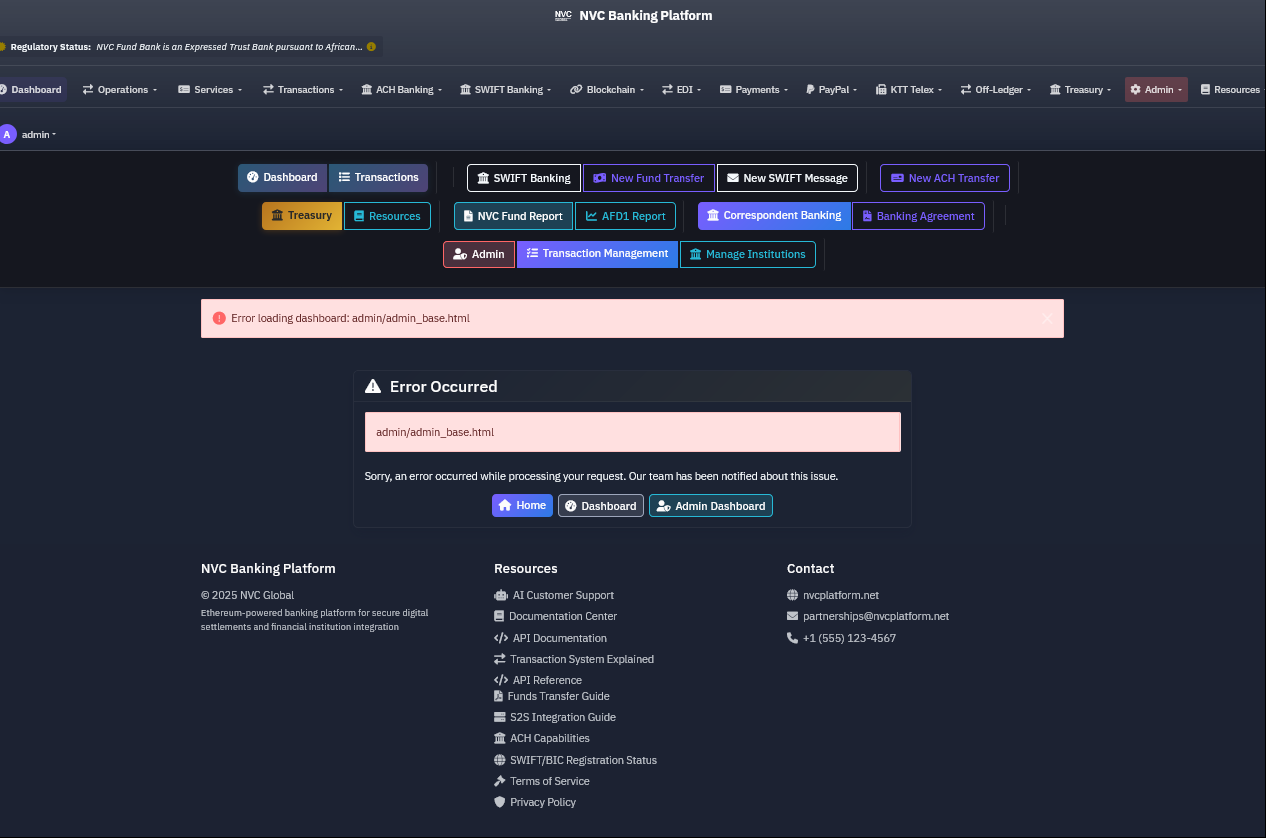 NVC GLOBAL NVC Banking Platform
Regulatory Status: NVC Fund Bank is an Expressed Trust Bank pursuant to African...
Dashboard Operations Services Transactions ACH Banking SWIFT Banking Blockchain EDI Payments PayPal KTT Telex Off-Ledger Treasury Admin Resources
A admin
Dashboard Transactions SWIFT Banking New Fund Transfer New SWIFT Message New ACH Transfer
Treasury Resources NVC Fund Report AFD1 Report Correspondent Banking Banking Agreement
Admin Transaction Management Manage Institutions
Error loading dashboard: admin/admin_base.html
Error Occurred
admin/admin_base.html
Sorry, an error occurred while processing your request. Our team has been notified about this issue.
Home Dashboard Admin Dashboard
NVC Banking Platform
© 2025 NVC Global
Ethereum-powered banking platform for secure digital
settlements and financial institution integration
Resources
AI Customer Support
Documentation Center
API Documentation
Transaction System Explained
API Reference
Funds Transfer Guide
S2S Integration Guide
ACH Capabilities
SWIFT/BIC Registration Status
Terms of Service
Privacy Policy
Contact
nvcplatform.net
partnerships@nvcplatform.net
+1 (555) 123-4567